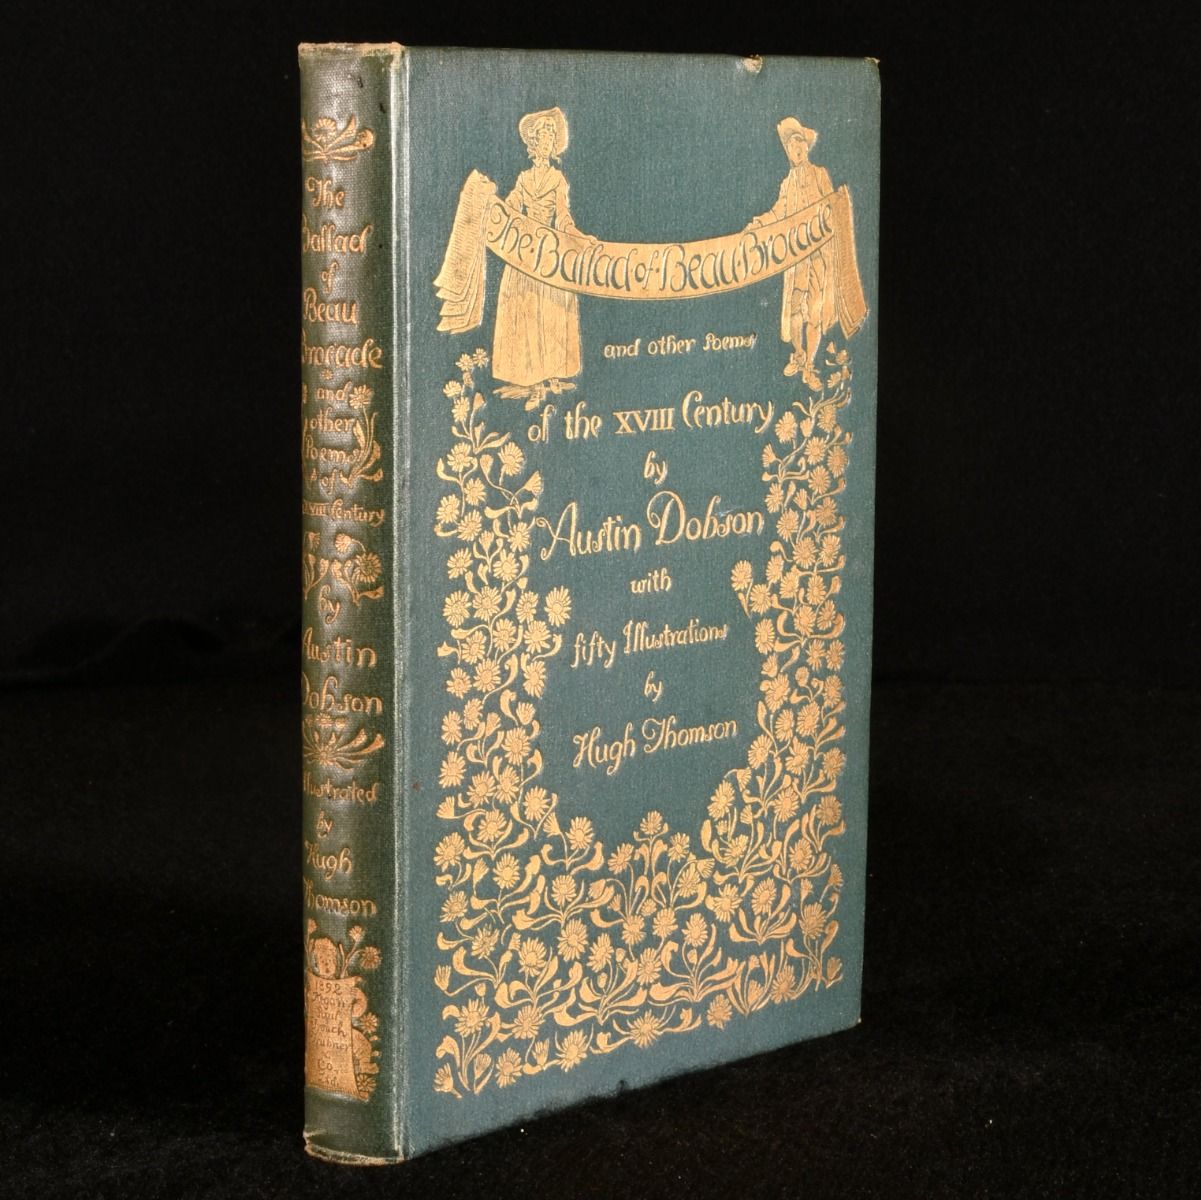 The
Ballad
of
Beau
Brocade
and
other
Poems
of
XVIII Century
by
Austin
Dobson
Illustrated
by
Hugh
Thomson
1892
Kegan
Paul
Trench
Trubner
&
Co.
Ltd.
The·Ballad·of·Beau·Brocade
and other Poems
of the XVIII Century
by
Austin Dobson
with
fifty Illustrations
by
Hugh Thomson